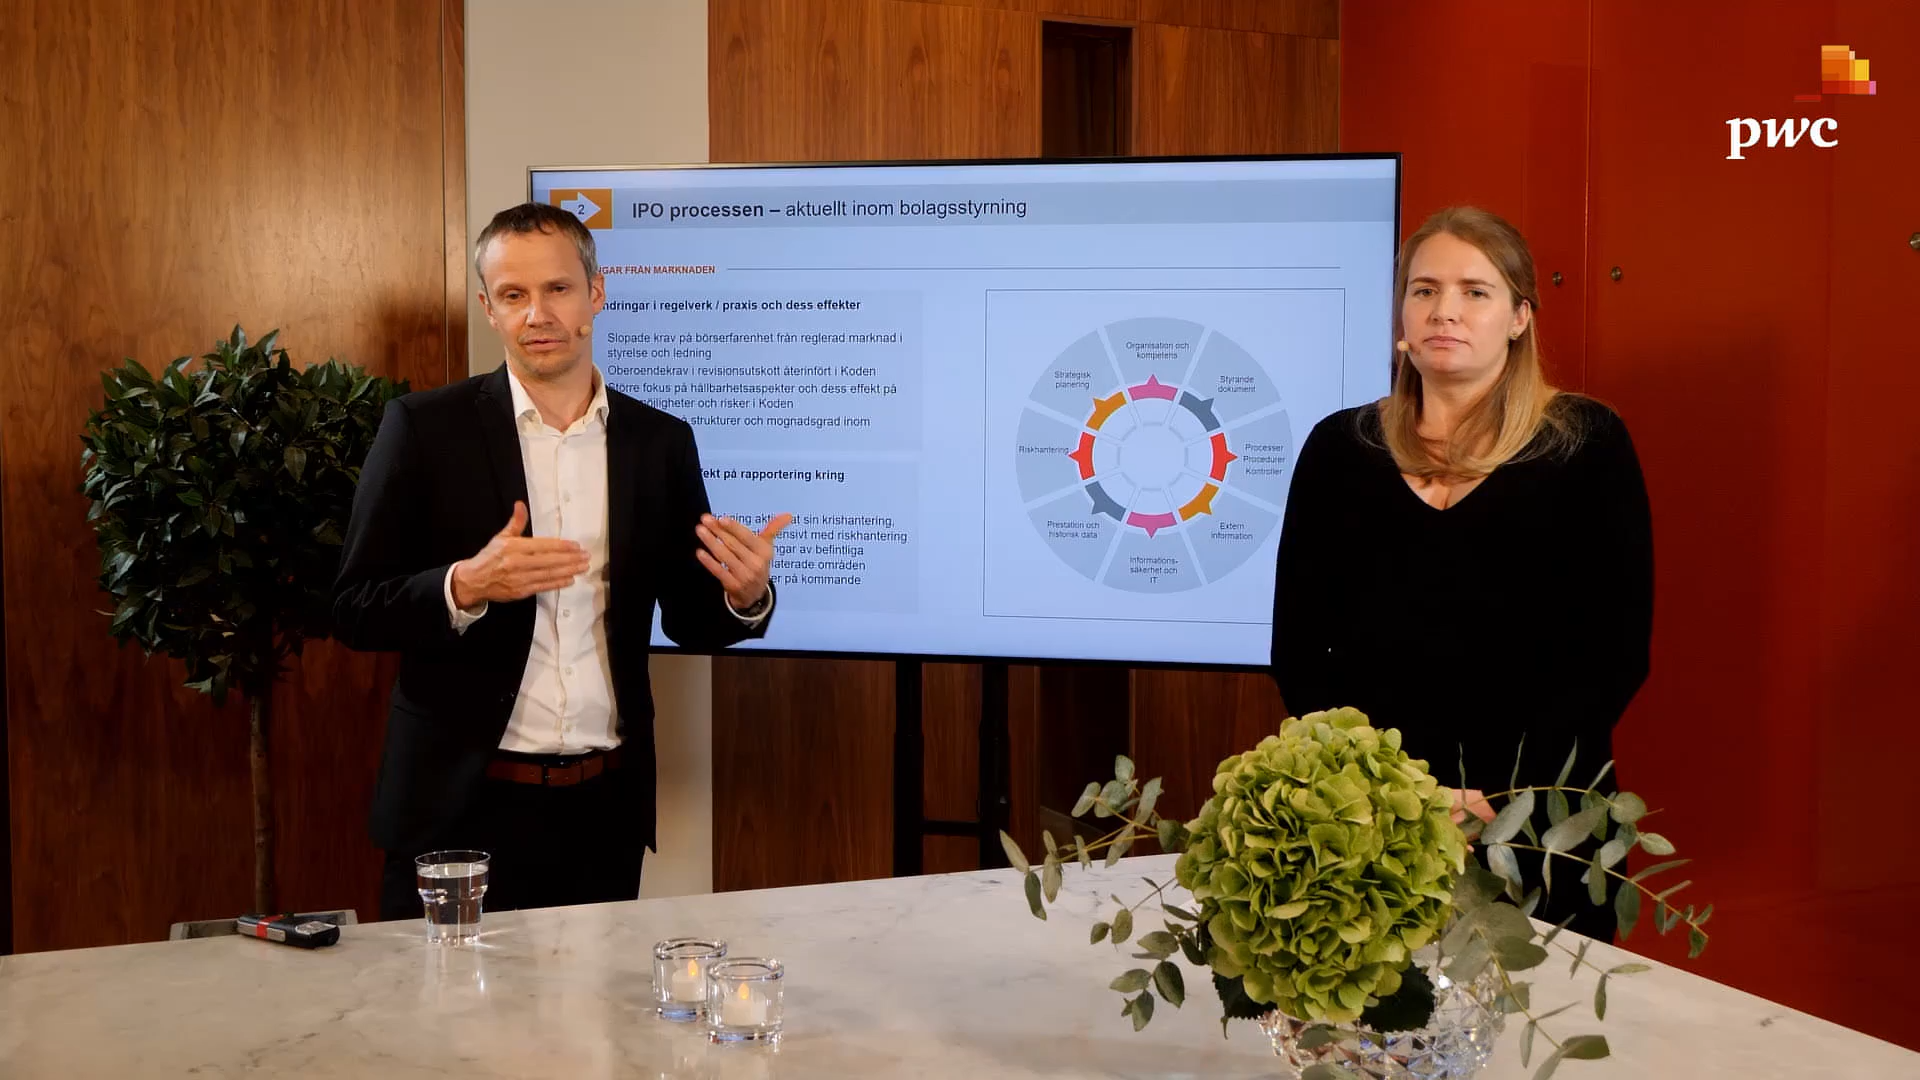 pwc
2
IPO processen – aktuellt inom bolagsstyrning
FRÅN MARKNADEN
i regelverk / praxis och dess effekter
Slopade krav på börserfarenhet från reglerad marknad i
styrelse och ledning
Oberoendekrav i revisionsutskott återinfört i Koden
Större fokus på hållbarhetsaspekter och dess effekt på
och risker i Koden
strukturer och mognadsgrad inom
på rapportering kring
sin krishantering,
med riskhantering
av befintliga
områden
på kommande
Organisation och
kompetens
Styrande
dokument
Processer
Procedurer
Kontroller
Extern
information
Informations-
säkerhet och
IT
Prestation och
historisk data
Riskhantering
Strategisk
planering